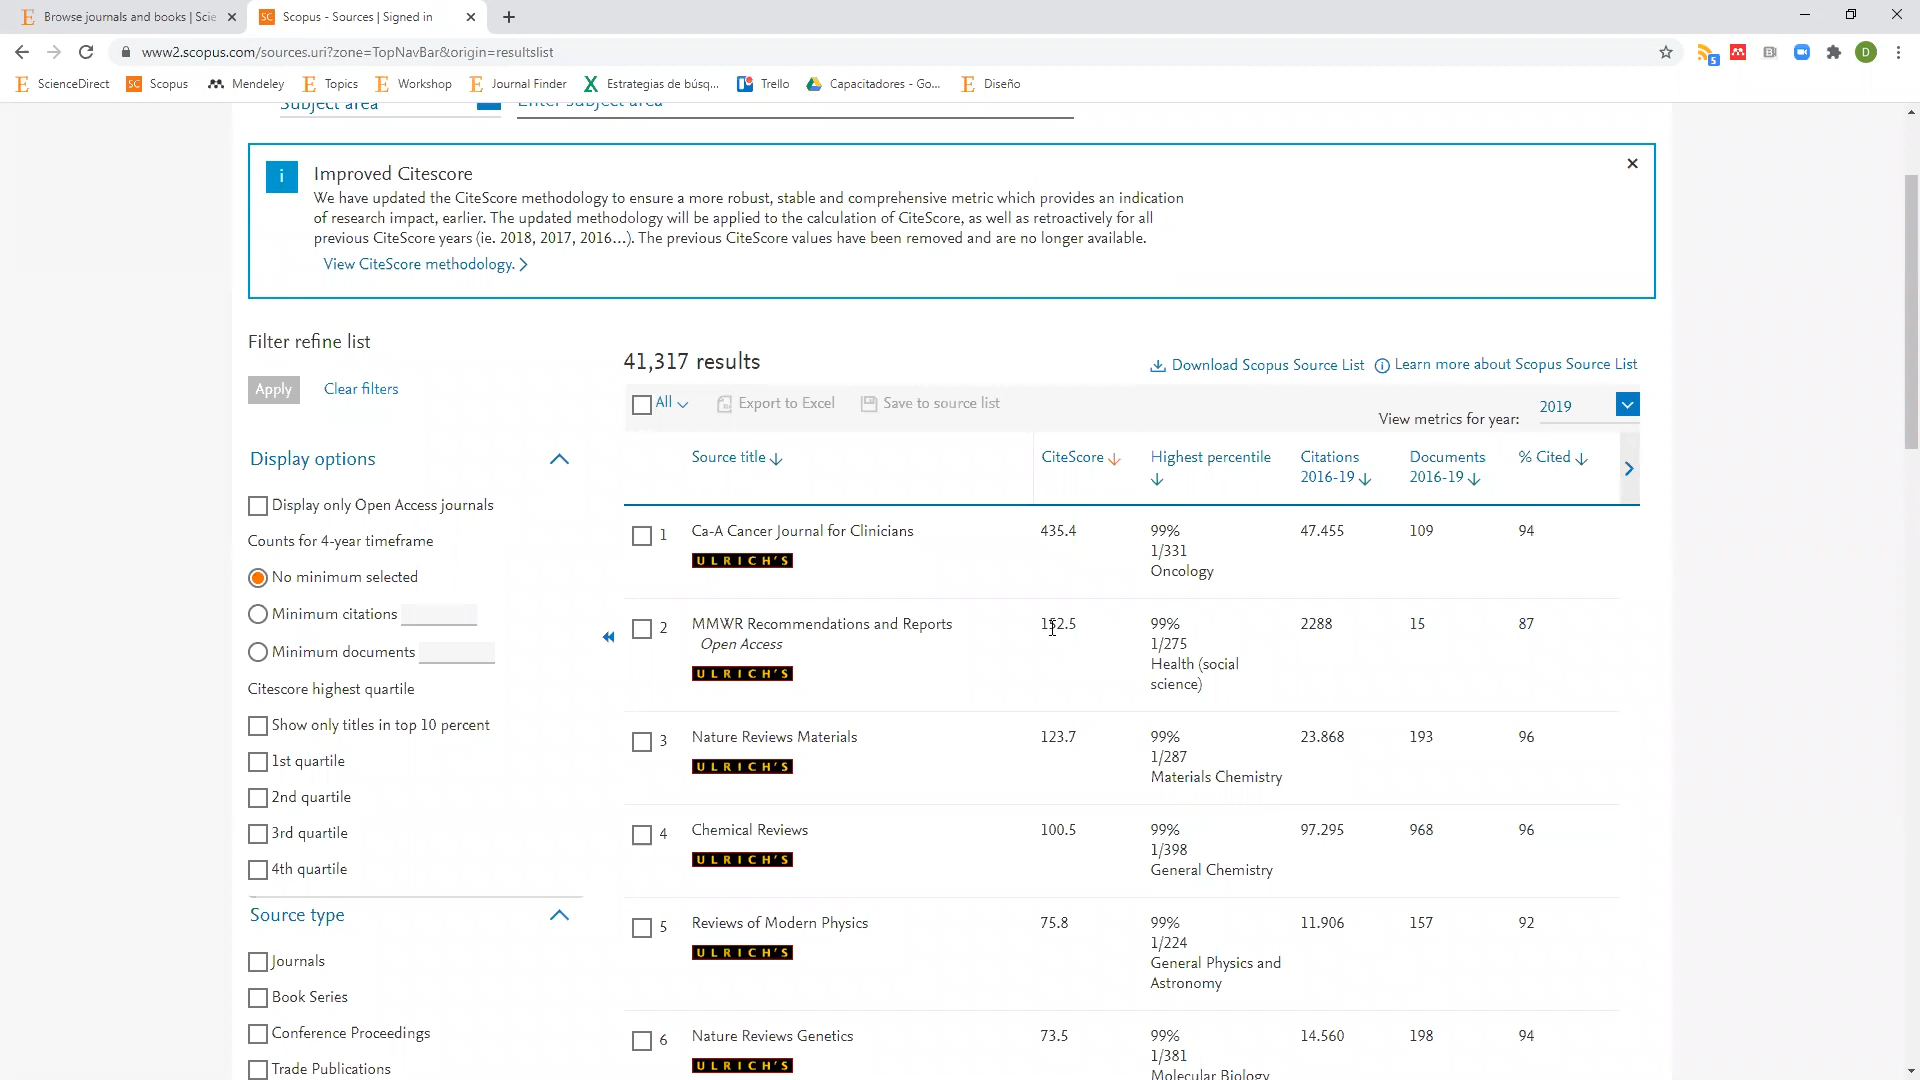 Browse journals and books | Scie
Scopus - Sources | Signed in
www2.scopus.com/sources.uri?zone=TopNavBar&origin=resultslist
5
D
ScienceDirect
SC Scopus
Mendeley
Topics
Workshop
Journal Finder
Estrategias de búsq...
Trello
Capacitadores - Go...
Diseño
Subject area
Enter subject area
i
Improved Citescore
We have updated the CiteScore methodology to ensure a more robust, stable and comprehensive metric which provides an indication
of research impact, earlier. The updated methodology will be applied to the calculation of CiteScore, as well as retroactively for all
previous CiteScore years (ie. 2018, 2017, 2016...). The previous CiteScore values have been removed and are no longer available.
View CiteScore methodology.
Filter refine list
Apply
Clear filters
Display options
Display only Open Access journals
Counts for 4-year timeframe
No minimum selected
Minimum citations
Minimum documents
Citescore highest quartile
Show only titles in top 10 percent
1st quartile
2nd quartile
3rd quartile
4th quartile
Source type
Journals
Book Series
Conference Proceedings
Trade Publications
41,317 results
Download Scopus Source List
Learn more about Scopus Source List
All
Export to Excel
Save to source list
View metrics for year:
2019
Source title
CiteScore
Highest percentile
Citations
2016-19
Documents
2016-19
% Cited
1 Ca-A Cancer Journal for Clinicians 435.4 99% 47.455 109 94
1/331
ULRICH'S
Oncology
2 MMWR Recommendations and Reports 152.5 99% 2288 15 87
Open Access 1/275
Health (social
ULRICH'S
science)
3 Nature Reviews Materials 123.7 99% 23.868 193 96
1/287
ULRICH'S
Materials Chemistry
4 Chemical Reviews 100.5 99% 97.295 968 96
1/398
ULRICH'S
General Chemistry
5 Reviews of Modern Physics 75.8 99% 11.906 157 92
1/224
ULRICH'S
General Physics and
Astronomy
6 Nature Reviews Genetics 73.5 99% 14.560 198 94
1/381
ULRICH'S
Molecular Biology